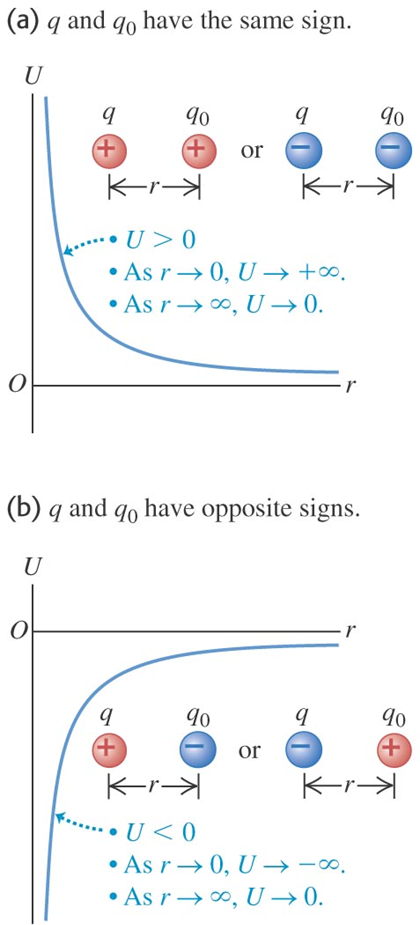 (a) q and q₀ have the same sign.
U
q q₀ q q₀
+ + or − −
r r
• U > 0
• As r → 0, U → +∞.
• As r → ∞, U → 0.
O r
(b) q and q₀ have opposite signs.
U
O r
q q₀ q q₀
+ − or − +
r r
• U < 0
• As r → 0, U → −∞.
• As r → ∞, U → 0.